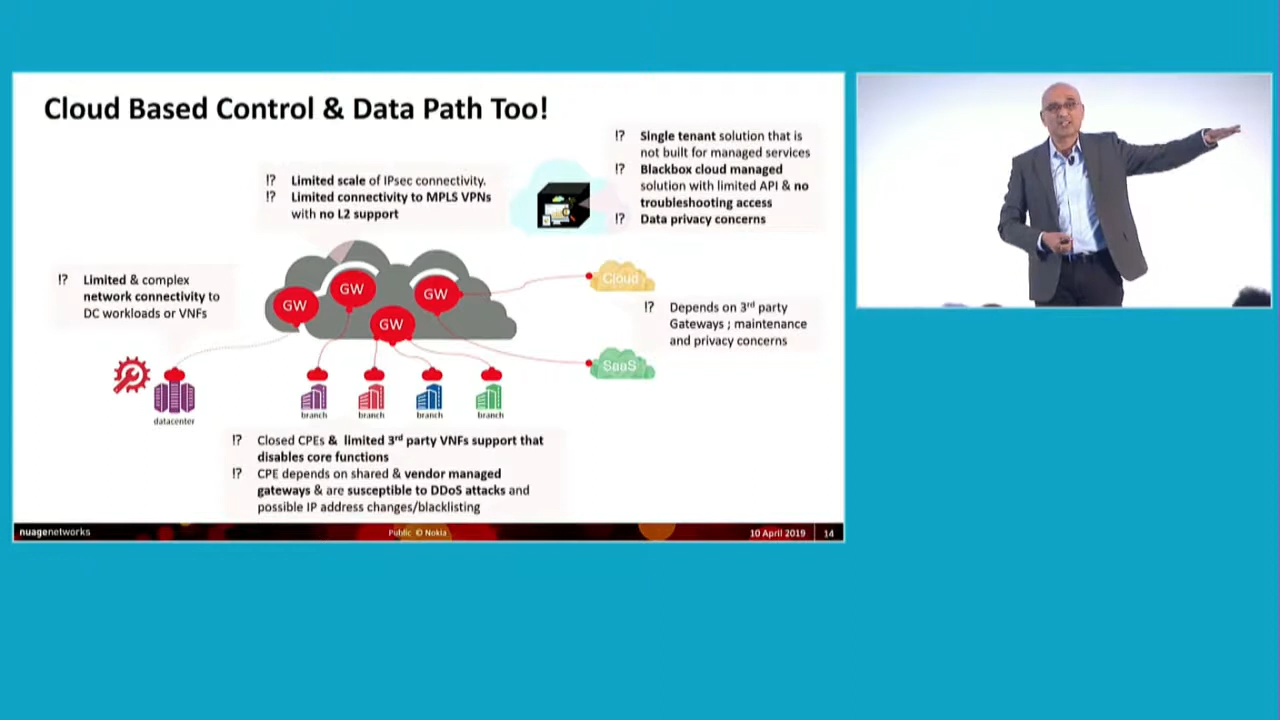 Cloud Based Control & Data Path Too!
!? Single tenant solution that is
not built for managed services
!? Blackbox cloud managed
solution with limited API & no
troubleshooting access
!? Data privacy concerns
!? Limited scale of IPsec connectivity.
!? Limited connectivity to MPLS VPNs
with no L2 support
!? Limited & complex
network connectivity to
DC workloads or VNFs
GW
GW
GW
GW
Cloud
!? Depends on 3rd party
Gateways ; maintenance
and privacy concerns
SaaS
datacenter
branch
branch
branch
branch
!? Closed CPEs & limited 3rd party VNFs support that
disables core functions
!? CPE depends on shared & vendor managed
gateways & are susceptible to DDoS attacks and
possible IP address changes/blacklisting
nuagenetworks
Public © Nokia
10 April 2019
14